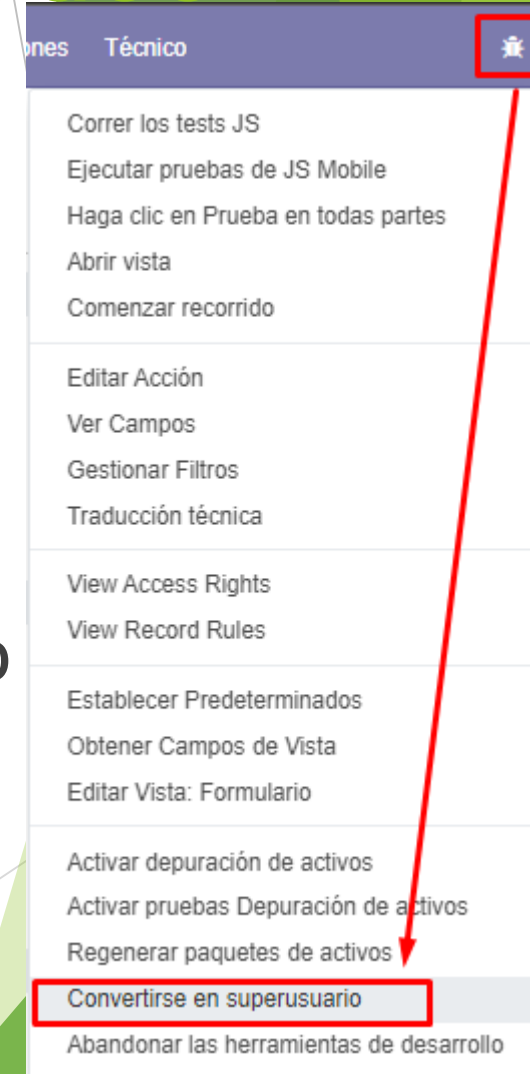 ones Técnico
Correr los tests JS
Ejecutar pruebas de JS Mobile
Haga clic en Prueba en todas partes
Abrir vista
Comenzar recorrido
Editar Acción
Ver Campos
Gestionar Filtros
Traducción técnica
View Access Rights
View Record Rules
Establecer Predeterminados
Obtener Campos de Vista
Editar Vista: Formulario
Activar depuración de activos
Activar pruebas Depuración de activos
Regenerar paquetes de activos
Convertirse en superusuario
Abandonar las herramientas de desarrollo